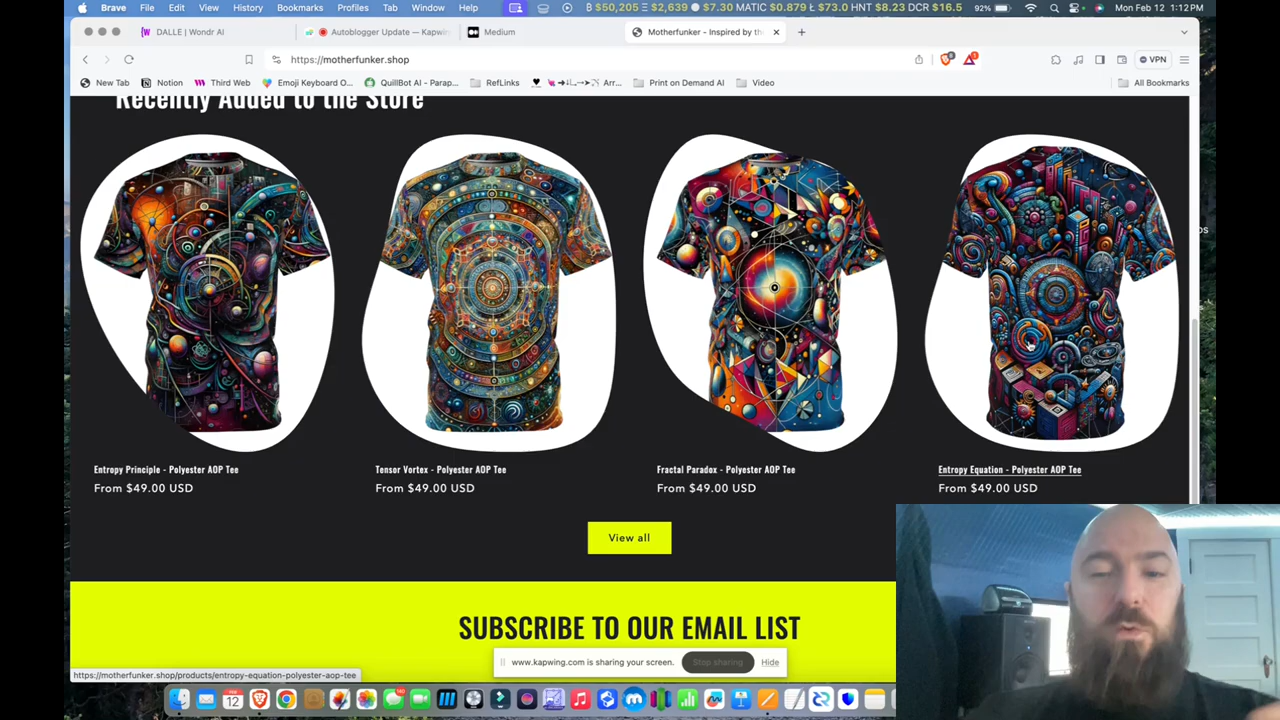 Brave File Edit View History Bookmarks Profiles Tab Window Help ₿ $50,205 Ξ $2,639 $7.30 MATIC $0.879 Ł $73.0 HNT $8.23 DCR $16.5 92% Mon Feb 12 1:12PM
DALLE | Wondr AI
Autoblogger Update — Kapwing
Medium
Motherfunker - Inspired by th
https://motherfunker.shop
VPN
New Tab Notion Third Web Emoji Keyboard O... QuillBot AI - Parap... RefLinks Arr... Print on Demand AI Video All Bookmarks
Recently Added to the Store
Entropy Principle - Polyester AOP Tee
From $49.00 USD
Tensor Vortex - Polyester AOP Tee
From $49.00 USD
Fractal Paradox - Polyester AOP Tee
From $49.00 USD
Entropy Equation - Polyester AOP Tee
From $49.00 USD
View all
SUBSCRIBE TO OUR EMAIL LIST
www.kapwing.com is sharing your screen. Stop sharing Hide
https://motherfunker.shop/products/entropy-equation-polyester-aop-tee